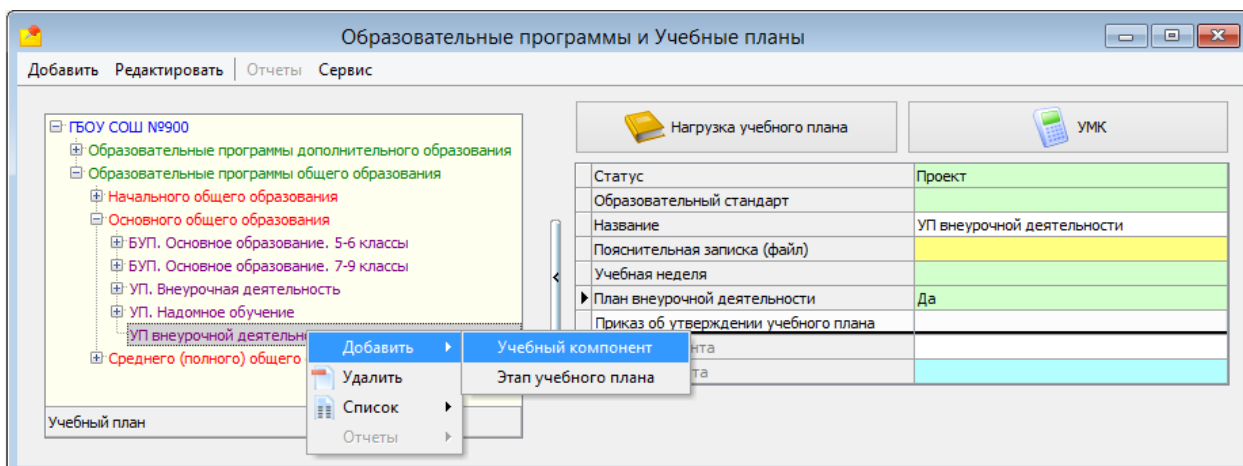 Образовательные программы и Учебные планы
Добавить Редактировать Отчеты Сервис
ГБОУ СОШ №900
Образовательные программы дополнительного образования
Образовательные программы общего образования
Начального общего образования
Основного общего образования
БУП. Основное образование. 5-6 классы
БУП. Основное образование. 7-9 классы
УП. Внеурочная деятельность
УП. Надомное обучение
УП внеурочной
Среднего (полного) общего
Учебный план
Добавить
Удалить
Список
Отчеты
Учебный компонент
Этап учебного плана
Нагрузка учебного плана
УМК
Статус Проект
Образовательный стандарт
Название УП внеурочной деятельности
Пояснительная записка (файл)
Учебная неделя
План внеурочной деятельности Да
Приказ об утверждении учебного плана